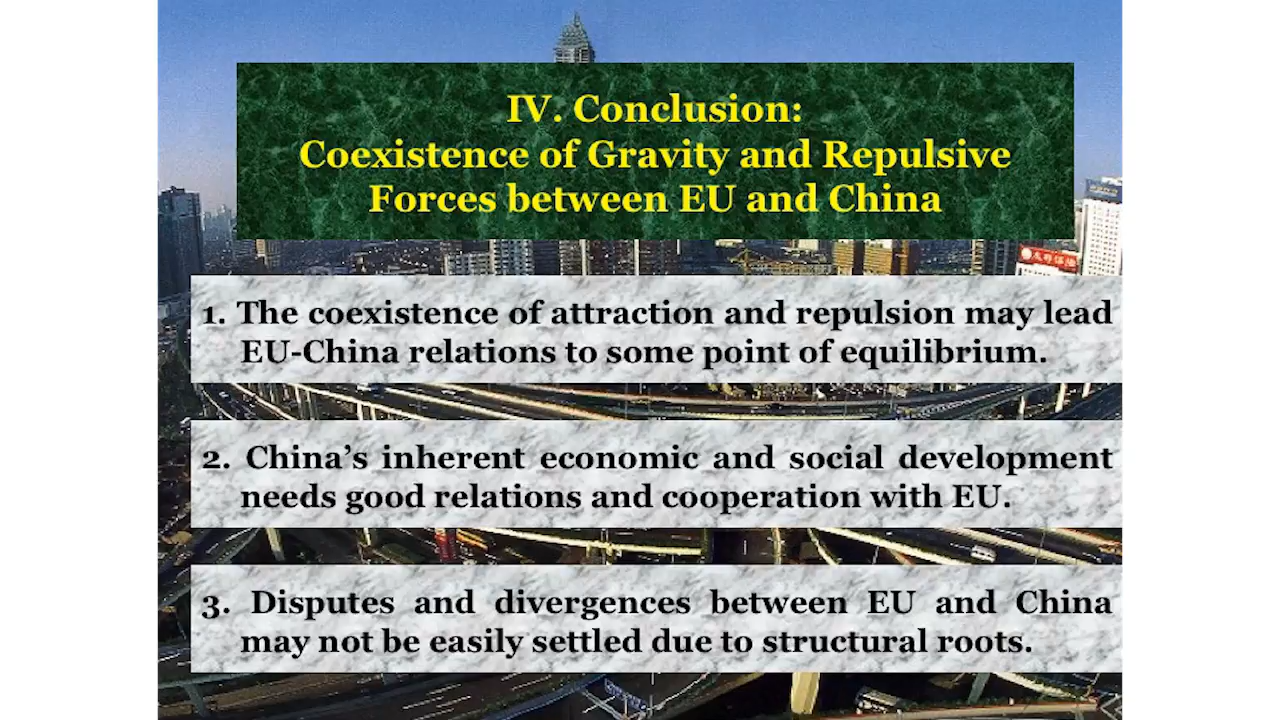 IV. Conclusion:
Coexistence of Gravity and Repulsive
Forces between EU and China
1. The coexistence of attraction and repulsion may lead
EU-China relations to some point of equilibrium.
2. China’s inherent economic and social development
needs good relations and cooperation with EU.
3. Disputes and divergences between EU and China
may not be easily settled due to structural roots.